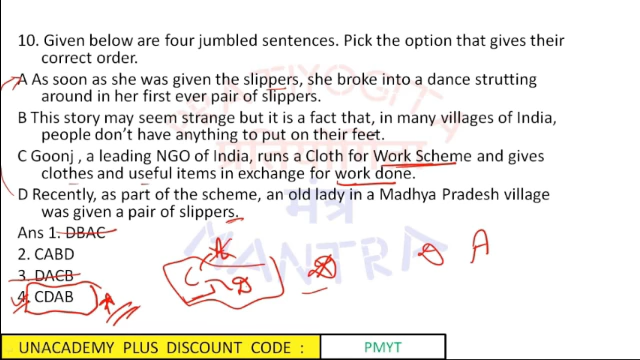 10. Given below are four jumbled sentences. Pick the option that gives their
correct order.
A As soon as she was given the slippers, she broke into a dance strutting
around in her first ever pair of slippers.
B This story may seem strange but it is a fact that, in many villages of India,
people don't have anything to put on their feet.
C Goonj , a leading NGO of India, runs a Cloth for Work Scheme and gives
clothes and useful items in exchange for work done.
D Recently, as part of the scheme, an old lady in a Madhya Pradesh village
was given a pair of slippers.
Ans 1. DBAC
2. CABD
3. DACB
4. CDAB
C D
D A
मंत्र
MANTRA
UNACADEMY PLUS DISCOUNT CODE :
PMYT